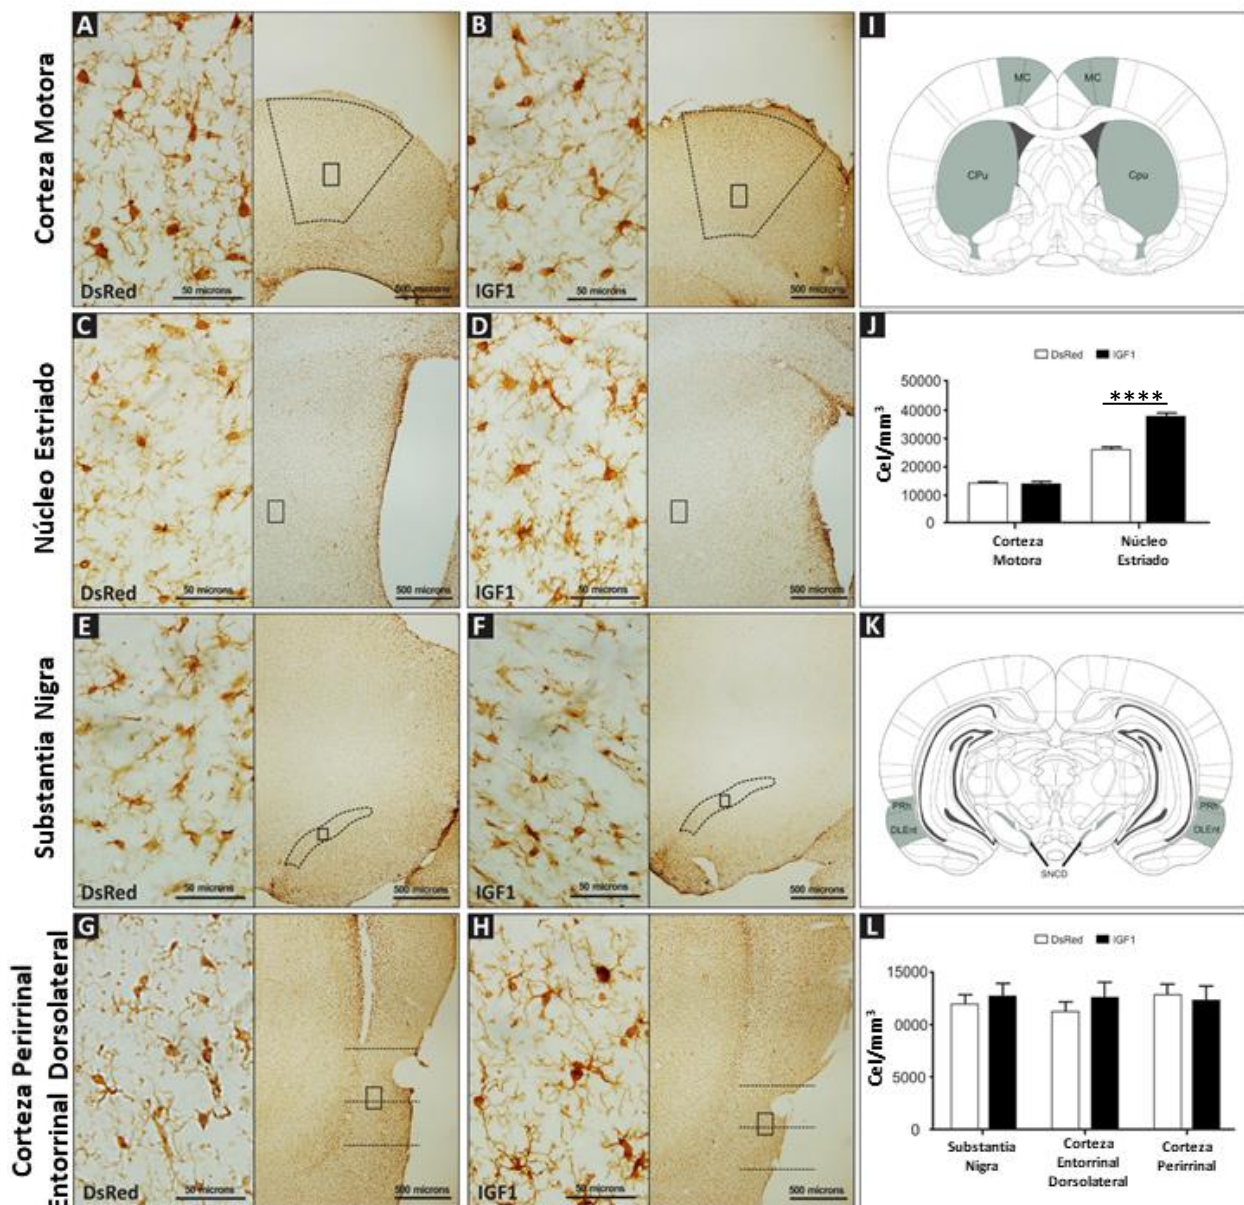 Corteza Motora
A
DsRed
50 microns
500 microns
B
IGF1
50 microns
500 microns
I
MC
MC
CPu
Cpu
Núcleo Estriado
C
DsRed
50 microns
500 microns
D
IGF1
50 microns
500 microns
J
DsRed IGF1
50000
40000
30000
20000
10000
0
Cel/mm³
****
Corteza
Motora
Núcleo
Estriado
Substantia Nigra
E
DsRed
50 microns
500 microns
F
IGF1
50 microns
500 microns
K
PRh
DLEnt
PRh
DLEnt
SNCD
Corteza Perirrinal
Entorrinal Dorsolateral
G
DsRed
50 microns
500 microns
H
IGF1
50 microns
500 microns
L
DsRed IGF1
15000
0000
5000
0
Cel/mm³
Substantia
Nigra
Corteza
Entorrinal
Dorsolateral
Corteza
Perirrinal